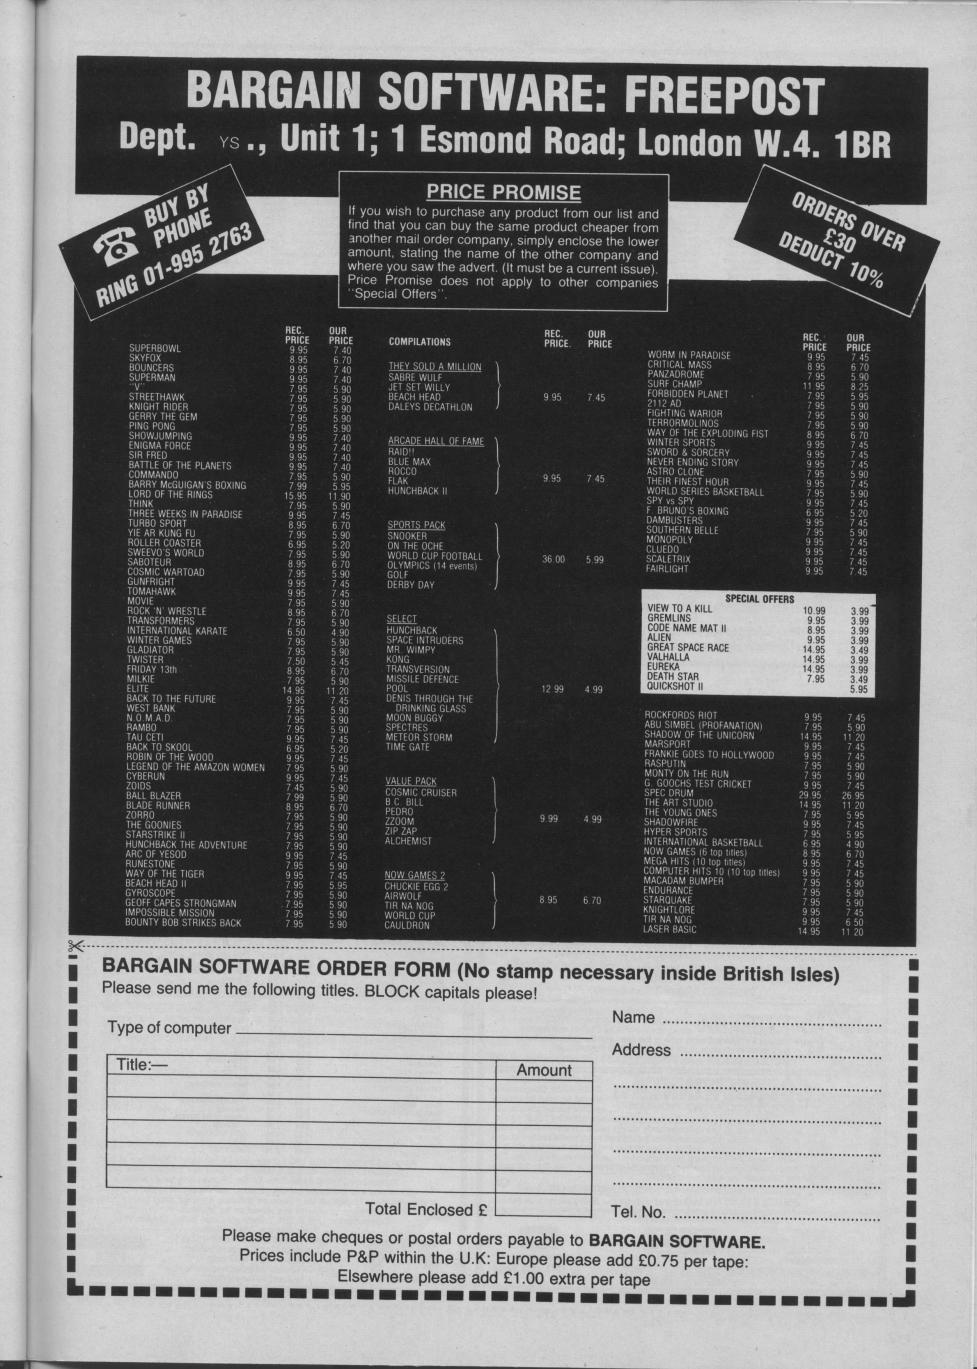 BARGAIN SOFTWARE: FREEPOST
Dept. YS ., Unit 1; 1 Esmond Road; London W.4. 1BR
BUY BY
PHONE
RING 01-995 2763
PRICE PROMISE
If you wish to purchase any product from our list and
find that you can buy the same product cheaper from
another mail order company, simply enclose the lower
amount, stating the name of the other company and
where you saw the advert. (It must be a current issue).
Price Promise does not apply to other companies
"Special Offers".
ORDERS OVER
£30
DEDUCT 10%
REC. OUR
PRICE PRICE
SUPERBOWL 9.95 7.40
SKYFOX 8.95 6.70
BOUNCERS 9.95 7.40
SUPERMAN 9.95 7.40
"V" 7.95 5.90
STREETHAWK 7.95 5.90
KNIGHT RIDER 7.95 5.90
GERRY THE GEM 7.95 5.90
PING PONG 7.95 5.90
SHOWJUMPING 9.95 7.40
ENIGMA FORCE 9.95 7.40
SIR FRED 9.95 7.40
BATTLE OF THE PLANETS 9.95 7.40
COMMANDO 7.95 5.90
BARRY McGUIGAN'S BOXING 7.99 5.95
LORD OF THE RINGS 15.95 11.90
THINK 7.95 5.90
THREE WEEKS IN PARADISE 9.95 7.45
TURBO SPORT 8.95 6.70
YIE AR KUNG FU 7.95 5.90
ROLLER COASTER 6.95 5.20
SWEEVO'S WORLD 7.95 5.90
SABOTEUR 8.95 6.70
COSMIC WARTOAD 7.95 5.90
GUNFRIGHT 9.95 7.45
TOMAHAWK 9.95 7.45
MOVIE 7.95 5.90
ROCK 'N' WRESTLE 8.95 6.70
TRANSFORMERS 7.95 5.90
INTERNATIONAL KARATE 6.50 4.90
WINTER GAMES 7.95 5.90
GLADIATOR 7.95 5.90
TWISTER 7.50 5.45
FRIDAY 13th 8.95 6.70
MILKIE 7.95 5.90
ELITE 14.95 11.20
BACK TO THE FUTURE 9.95 7.45
WEST BANK 7.95 5.90
N.O.M.A.D. 7.95 5.90
RAMBO 7.95 5.90
TAU CETI 9.95 7.45
BACK TO SKOOL 6.95 5.20
ROBIN OF THE WOOD 9.95 7.45
LEGEND OF THE AMAZON WOMEN 7.95 5.90
CYBERUN 9.95 7.45
ZOIDS 7.45 5.90
BALL BLAZER 7.99 5.90
BLADE RUNNER 8.95 6.70
ZORRO 7.95 5.90
THE GOONIES 7.95 5.90
STARSTRIKE II 7.95 5.90
HUNCHBACK THE ADVENTURE 7.95 5.90
ARC OF YESOD 9.95 7.45
RUNESTONE 7.95 5.90
WAY OF THE TIGER 9.95 7.45
BEACH HEAD II 7.95 5.95
GYROSCOPE 7.95 5.90
GEOFF CAPES STRONGMAN 7.95 5.90
IMPOSSIBLE MISSION 7.95 5.90
BOUNTY BOB STRIKES BACK 7.95 5.90
COMPILATIONS
REC. OUR
PRICE. PRICE
THEY SOLD A MILLION
SABRE WULF
JET SET WILLY
BEACH HEAD 9.95 7.45
DALEYS DECATHLON
ARCADE HALL OF FAME
RAID!!
BLUE MAX
ROCCO
FLAK 9.95 7.45
HUNCHBACK II
SPORTS PACK
SNOOKER
ON THE OCHE
WORLD CUP FOOTBALL
OLYMPICS (14 events) 36.00 5.99
GOLF
DERBY DAY
SELECT
HUNCHBACK
SPACE INTRUDERS
MR. WIMPY
KONG
TRANSVERSION
MISSILE DEFENCE
POOL 12.99 4.99
DENIS THROUGH THE
DRINKING GLASS
MOON BUGGY
SPECTRES
METEOR STORM
TIME GATE
VALUE PACK
COSMIC CRUISER
B.C. BILL
PEDRO
ZZOOM 9.99 4.99
ZIP ZAP
ALCHEMIST
NOW GAMES 2
CHUCKIE EGG 2
AIRWOLF
TIR NA NOG 8.95 6.70
WORLD CUP
CAULDRON
REC. OUR
PRICE PRICE
WORM IN PARADISE 9.95 7.45
CRITICAL MASS 8.95 6.70
PANZADROME 7.95 5.90
SURF CHAMP 11.95 8.25
FORBIDDEN PLANET 7.95 5.95
2112 AD 7.95 5.90
FIGHTING WARIOR 7.95 5.90
TERRORMOLINOS 7.95 5.90
WAY OF THE EXPLODING FIST 8.95 6.70
WINTER SPORTS 9.95 7.45
SWORD & SORCERY 9.95 7.45
NEVER ENDING STORY 9.95 7.45
ASTRO CLONE 7.95 5.90
THEIR FINEST HOUR 9.95 7.45
WORLD SERIES BASKETBALL 7.95 5.90
SPY vs SPY 9.95 7.45
F. BRUNO'S BOXING 6.95 5.20
DAMBUSTERS 9.95 7.45
SOUTHERN BELLE 7.95 5.90
MONOPOLY 9.95 7.45
CLUEDO 9.95 7.45
SCALETRIX 9.95 7.45
FAIRLIGHT 9.95 7.45
SPECIAL OFFERS
VIEW TO A KILL 10.99 3.99
GREMLINS 9.95 3.99
CODE NAME MAT II 8.95 3.99
ALIEN 9.95 3.99
GREAT SPACE RACE 14.95 3.49
VALHALLA 14.95 3.99
EUREKA 14.95 3.99
DEATH STAR 7.95 3.49
QUICKSHOT II 5.95
ROCKFORDS RIOT 9.95 7.45
ABU SIMBEL (PROFANATION) 7.95 5.90
SHADOW OF THE UNICORN 14.95 11.20
MARSPORT 9.95 7.45
FRANKIE GOES TO HOLLYWOOD 9.95 7.45
RASPUTIN 7.95 5.90
MONTY ON THE RUN 7.95 5.90
G. GOOCHS TEST CRICKET 9.95 7.45
SPEC DRUM 29.95 26.95
THE ART STUDIO 14.95 11.20
THE YOUNG ONES 7.95 5.95
SHADOWFIRE 9.95 7.45
HYPER SPORTS 7.95 5.95
INTERNATIONAL BASKETBALL 6.95 4.90
NOW GAMES (6 top titles) 8.95 6.70
MEGA HITS (10 top titles) 9.95 7.45
COMPUTER HITS 10 (10 top titles) 9.95 7.45
MACADAM BUMPER 7.95 5.90
ENDURANCE 7.95 5.90
STARQUAKE 7.95 5.90
KNIGHTLORE 9.95 7.45
TIR NA NOG 9.95 6.50
LASER BASIC 14.95 11.20
BARGAIN SOFTWARE ORDER FORM (No stamp necessary inside British Isles)
Please send me the following titles. BLOCK capitals please!
Type of computer
Title:— Amount
Total Enclosed £
Name
Address
Tel. No.
Please make cheques or postal orders payable to BARGAIN SOFTWARE.
Prices include P&P within the U.K: Europe please add £0.75 per tape:
Elsewhere please add £1.00 extra per tape